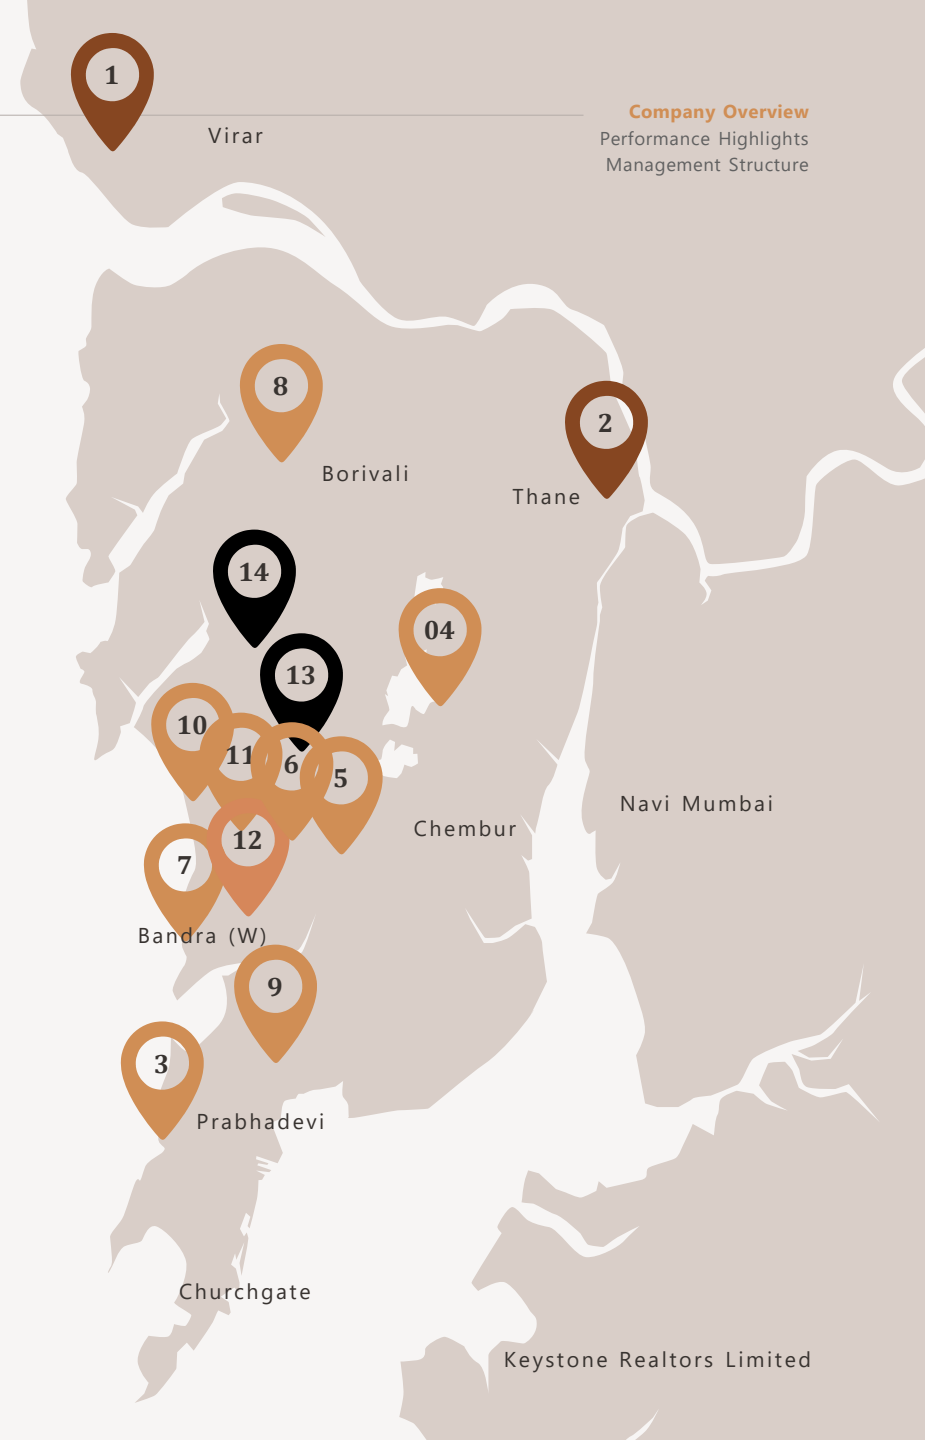 1
Company Overview
Virar
Performance Highlights
Management Structure
8
2
Borivali
Thane
14
04
13
10
11
6
5
Navi Mumbai
Chembur
12
7
Bandra (W)
9
3
Prabhadevi
Churchgate
Keystone Realtors Limited